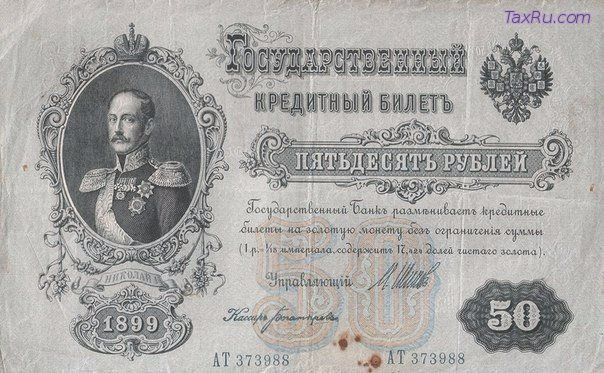 TaxRu.com
Государственный
кредитный билетъ
пятьдесятъ рублей
Государственный Банкъ размѣниваетъ кредитные
билеты на золотую монету безъ ограниченія суммы
(1 р.=1/15 имперіала, содержитъ 17,424 долей чистаго золота).
50
Управляющій
Кассиръ
НИКОЛАЙ I
1899
50
АТ 373988
АТ 373988